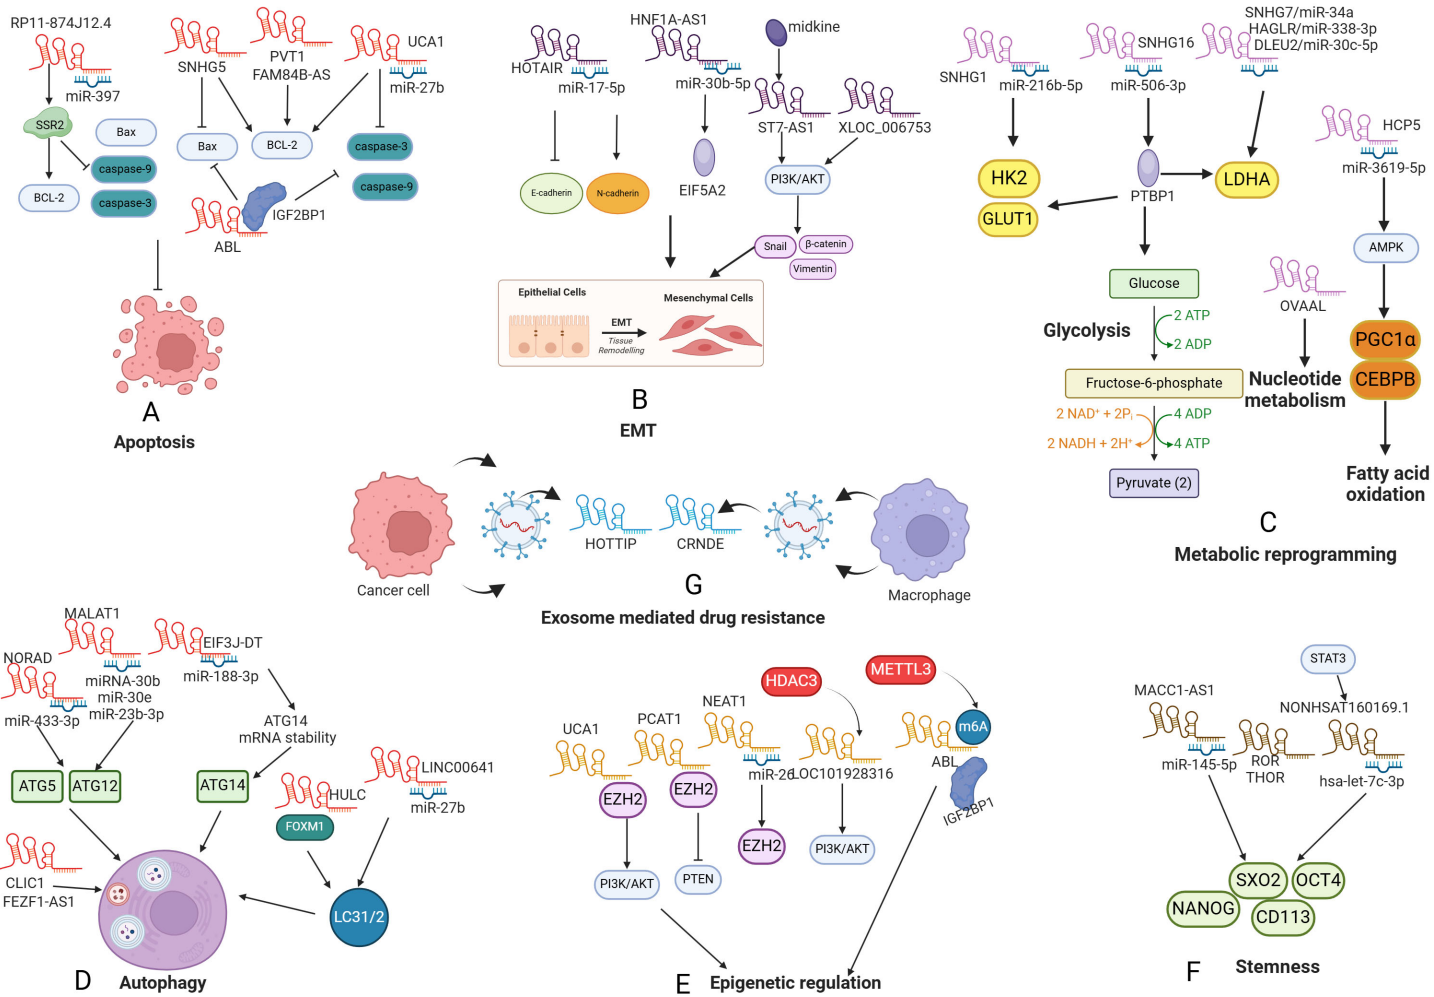 RP11-874J12.4
miR-397
SSR2
Bax
caspase-9
BCL-2
caspase-3
SNHG5
PVT1
FAM84B-AS
UCA1
miR-27b
Bax
BCL-2
caspase-3
caspase-9
IGF2BP1
ABL
A
Apoptosis
HOTAIR
miR-17-5p
HNF1A-AS1
miR-30b-5p
midkine
ST7-AS1
XLOC_006753
E-cadherin
N-cadherin
EIF5A2
PI3K/AKT
Snail
β-catenin
Vimentin
Epithelial Cells
Mesenchymal Cells
EMT
Tissue
Remodelling
B
EMT
SNHG1
miR-216b-5p
SNHG16
miR-506-3p
SNHG7/miR-34a
HAGLR/miR-338-3p
DLEU2/miR-30c-5p
HCP5
miR-3619-5p
HK2
GLUT1
PTBP1
LDHA
AMPK
OVAAL
Glucose
Glycolysis
2 ATP
2 ADP
Fructose-6-phosphate
2 NAD⁺ + 2Pᵢ
4 ADP
2 NADH + 2H⁺
4 ATP
Pyruvate (2)
Nucleotide
metabolism
PGC1α
CEBPB
Fatty acid
oxidation
C
Metabolic reprogramming
Cancer cell
HOTTIP
CRNDE
Macrophage
G
Exosome mediated drug resistance
MALAT1
NORAD
EIF3J-DT
miR-433-3p
miRNA-30b
miR-30e
miR-23b-3p
miR-188-3p
ATG14
mRNA stability
ATG5
ATG12
ATG14
HULC
FOXM1
LINC00641
miR-27b
CLIC1
FEZF1-AS1
LC31/2
D
Autophagy
UCA1
PCAT1
NEAT1
HDAC3
METTL3
m6A
miR-26
LOC101928316
ABL
IGF2BP1
EZH2
EZH2
EZH2
PI3K/AKT
PTEN
PI3K/AKT
E
Epigenetic regulation
STAT3
MACC1-AS1
NONHSAT160169.1
miR-145-5p
ROR
THOR
hsa-let-7c-3p
SXO2
OCT4
NANOG
CD113
F
Stemness